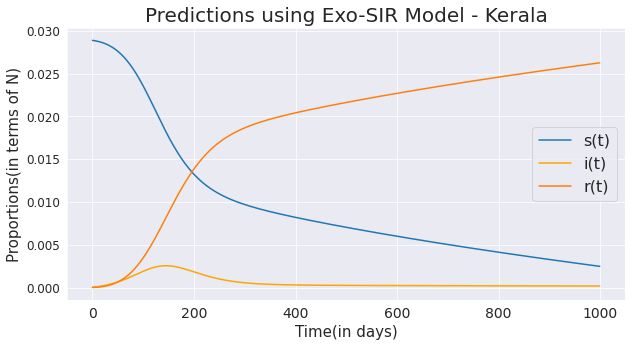 Predictions using Exo-SIR Model - Kerala
Proportions(in terms of N)
0.030
0.025
0.020
0.015
0.010
0.005
0.000
s(t)
i(t)
r(t)
0 200 400 600 800 1000
Time(in days)